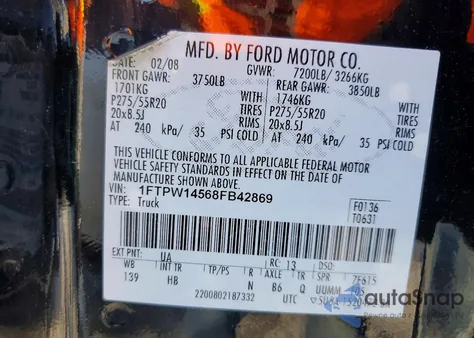 MFD. BY FORD MOTOR CO.
DATE: 02/08 GVWR: 7200LB/ 3266KG
FRONT GAWR: 3750LB REAR GAWR: 3850LB
1701KG 1746KG
P275/55R20 TIRES P275/55R20 TIRES
20x8.5J RIMS 20x8.5J RIMS
AT 240 kPa/ 35 PSI COLD AT 240 kPa/ 35 PSI COLD
THIS VEHICLE CONFORMS TO ALL APPLICABLE FEDERAL MOTOR
VEHICLE SAFETY STANDARDS IN EFFECT ON THE DATE OF
MANUFACTURE SHOWN ABOVE.
VIN: 1FTPW14568FB42869 F0136
TYPE: Truck T0631
EXT PNT: UA RC: 13 DSO:
WB INT TR TP/PS R AXLE TR SPR
139 HB N B6 Q UUMM
2200802187332 UTC
autoSnap